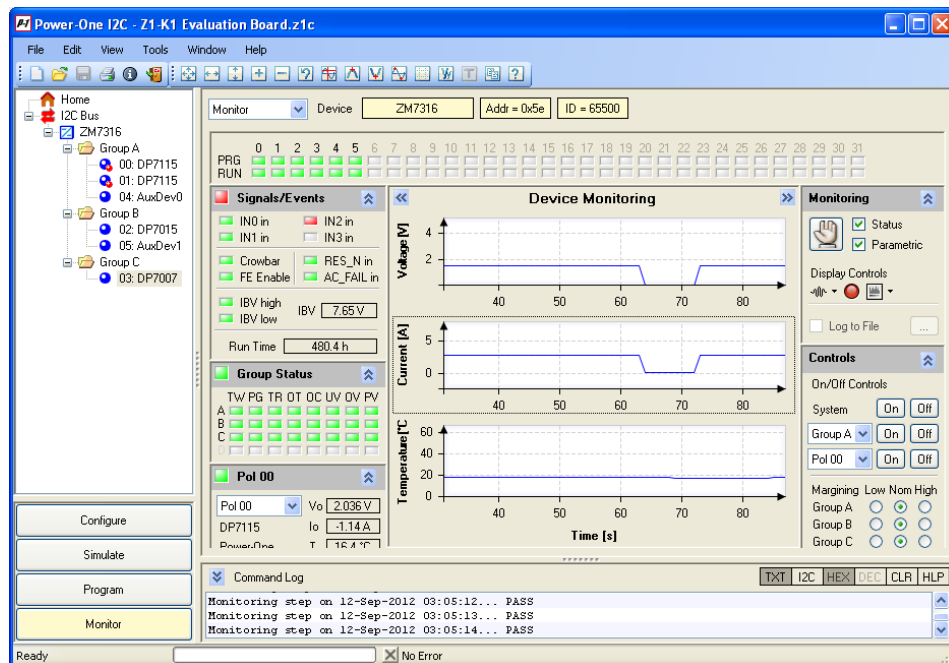 Power-One I2C - Z1-K1 Evaluation Board.z1c
File Edit View Tools Window Help
Home
I2C Bus
ZM7316
Group A
00: DP7115
01: DP7115
04: AuxDev0
Group B
02: DP7015
05: AuxDev1
Group C
03: DP7007
Configure
Simulate
Program
Monitor
Monitor Device ZM7316 Addr = 0x5e ID = 65500
0 1 2 3 4 5 6 7 8 9 10 11 12 13 14 15 16 17 18 19 20 21 22 23 24 25 26 27 28 29 30 31
PRG
RUN
Signals/Events
IN0 in IN2 in
IN1 in IN3 in
Crowbar RES_N in
FE Enable AC_FAIL in
IBV high
IBV low
IBV 7.65 V
Run Time 480.4 h
Group Status
TW PG TR OT OC UV OV PV
A
B
C
D
Pol 00
Pol 00 Vo 2.036 V
DP7115 Io -1.14 A
Power-One T 16.4 °C
Device Monitoring
Voltage [V]
4
2
40 50 60 70 80
Current [A]
5
0
40 50 60 70 80
Temperature [°C
60
40
20
0
40 50 60 70 80
Time [s]
Monitoring
Status
Parametric
Display Controls
Log to File ...
Controls
On/Off Controls
System On Off
Group A On Off
Pol 00 On Off
Margining Low Nom High
Group A
Group B
Group C
Command Log TXT I2C HEX DEC CLR HLP
Monitoring step on 12-Sep-2012 03:05:12... PASS
Monitoring step on 12-Sep-2012 03:05:13... PASS
Monitoring step on 12-Sep-2012 03:05:14... PASS
Ready No Error